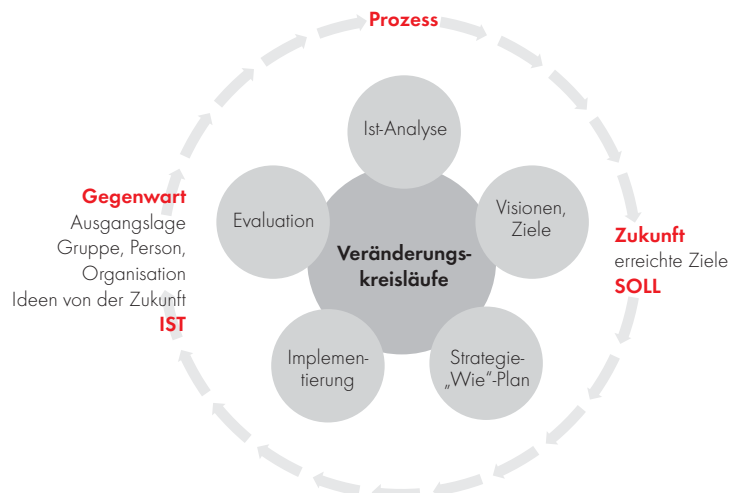 Prozess
Ist-Analyse
Gegenwart
Ausgangslage
Gruppe, Person,
Organisation
Ideen von der Zukunft
IST
Evaluation
Veränderungs-
kreisläufe
Visionen,
Ziele
Zukunft
erreichte Ziele
SOLL
Implemen-
tierung
Strategie-
„Wie“-Plan